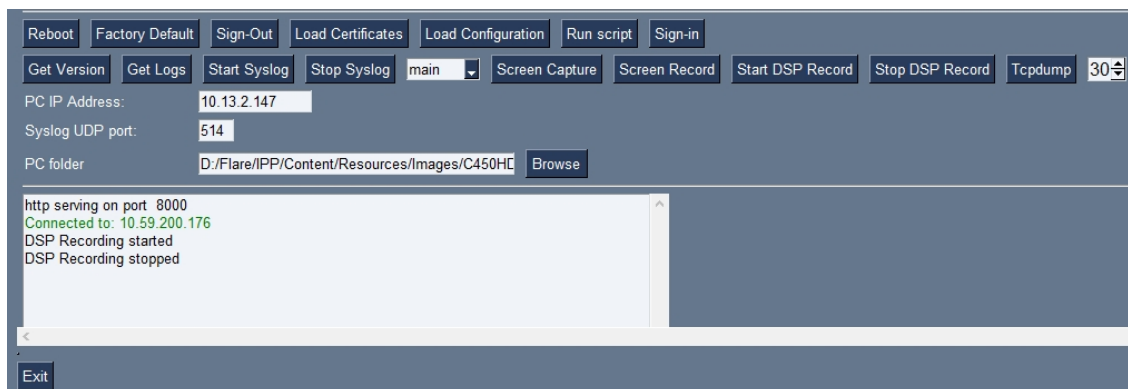 Reboot Factory Default Sign-Out Load Certificates Load Configuration Run script Sign-in
Get Version Get Logs Start Syslog Stop Syslog main Screen Capture Screen Record Start DSP Record Stop DSP Record Tcpdump 30
PC IP Address: 10.13.2.147
Syslog UDP port: 514
PC folder D:/Flare/IPP/Content/Resources/Images/C450HD Browse
http serving on port 8000
Connected to: 10.59.200.176
DSP Recording started
DSP Recording stopped
Exit